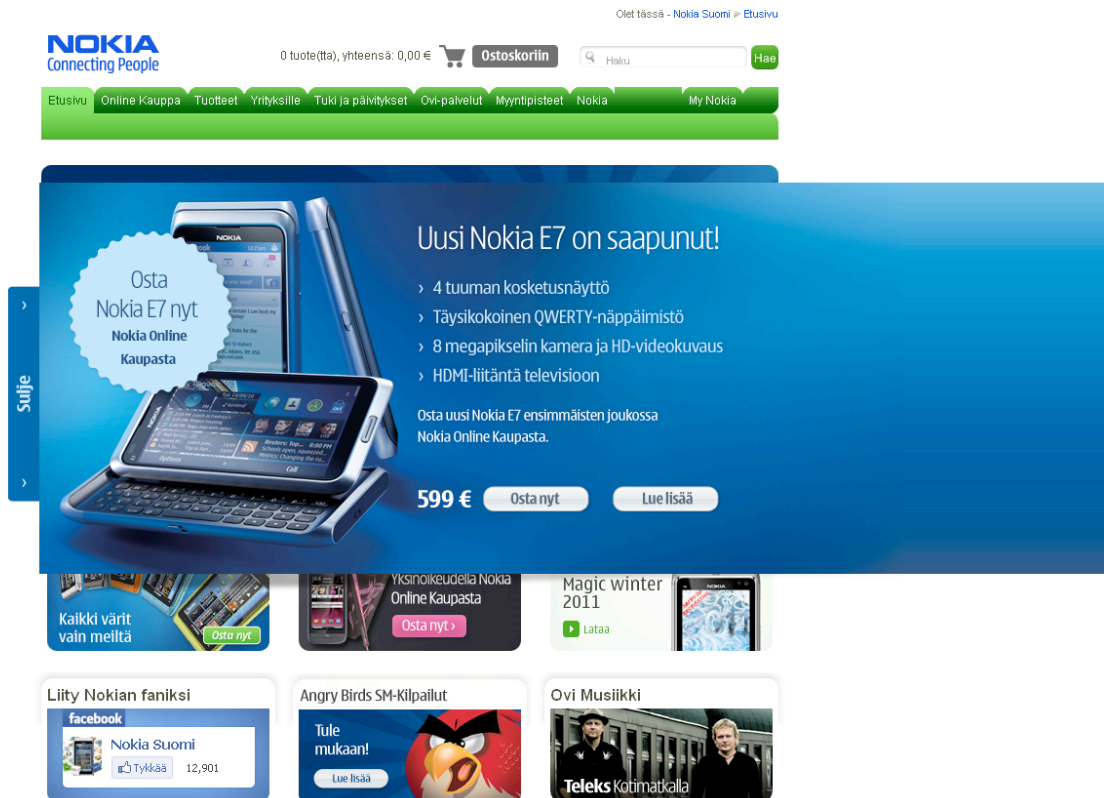 Olet tässä - Nokia Suomi Etusivu
NOKIA
Connecting People
0 tuote(tta), yhteensä: 0,00 €
Ostoskoriin
Haku
Hae
Etusivu
Online Kauppa
Tuotteet
Yrityksille
Tuki ja päivitykset
Ovi-palvelut
Myyntipisteet
Nokia
My Nokia
Sulje
Osta
Nokia E7 nyt
Nokia Online
Kaupasta
NOKIA
Uusi Nokia E7 on saapunut!
› 4 tuuman kosketusnäyttö
› Täysikokoinen QWERTY-näppäimistö
› 8 megapikselin kamera ja HD-videokuvaus
› HDMI-liitäntä televisioon
Osta uusi Nokia E7 ensimmäisten joukossa
Nokia Online Kaupasta.
599 €
Osta nyt
Lue lisää
NOKIA
Options
Call
Kaikki värit
vain meiltä
Osta nyt
Yksinoikeudella Nokia
Online Kaupasta
Osta nyt ›
Magic winter
2011
Lataa
NOKIA
Liity Nokian faniksi
facebook
Nokia Suomi
Tykkää
12,901
Angry Birds SM-Kilpailut
Tule
mukaan!
Lue lisää
Ovi Musiikki
Teleks Kotimatkalla